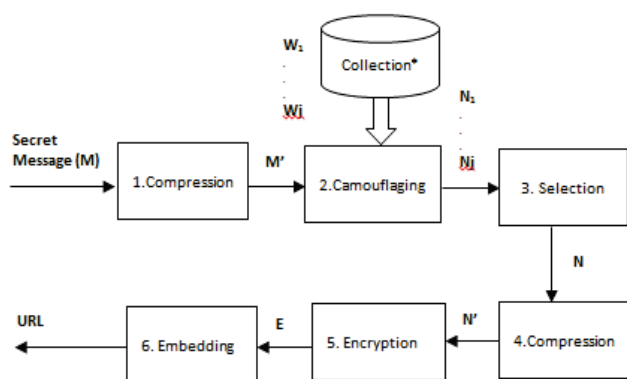 W₁
.
.
.
Wj
Collection*
N₁
.
.
.
Nj
Secret
Message (M)
1.Compression
M’
2.Camouflaging
3. Selection
N
URL
6. Embedding
E
5. Encryption
N’
4.Compression